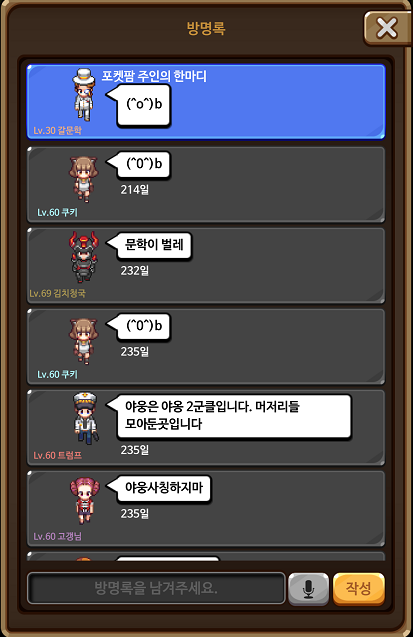 방명록
포켓팜 주인의 한마디
(^o^)b
Lv.30 갈문학
(^0^)b
214일
Lv.60 쿠키
문학이 벌레
232일
Lv.69 김치청국
(^0^)b
235일
Lv.60 쿠키
야옹은 야옹 2군클입니다. 머저리들
모아둔곳입니다
235일
Lv.60 트럼프
야옹사칭하지마
235일
Lv.60 고갱님
방명록을 남겨주세요.
작성